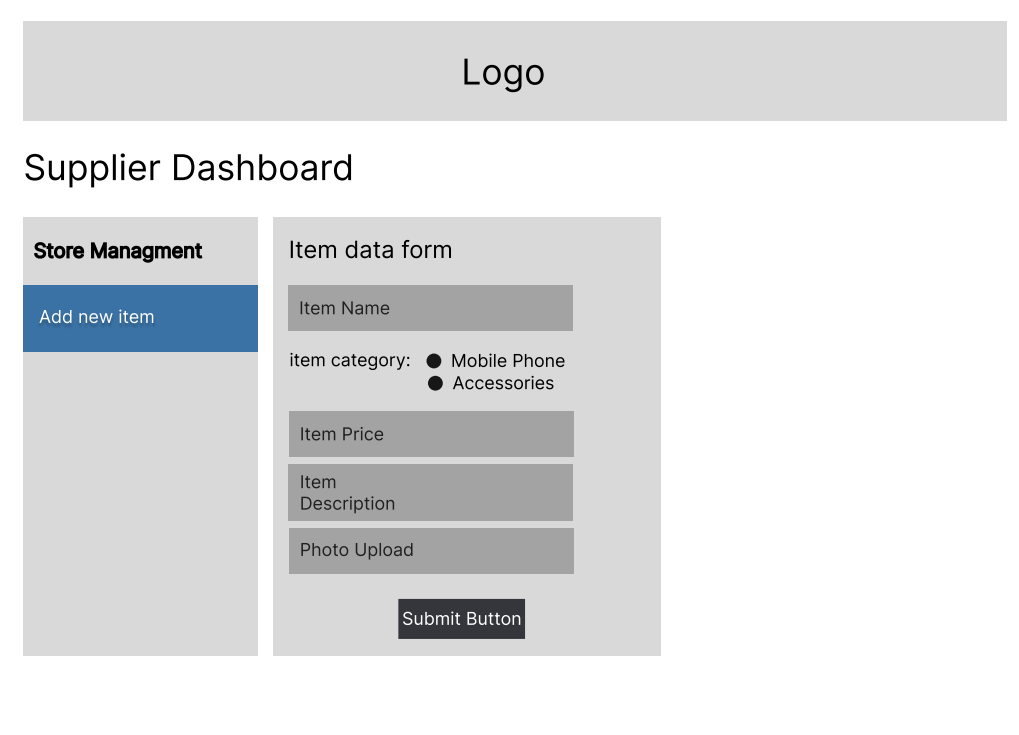 Logo
Supplier Dashboard
Store Managment
Add new item
Item data form
Item Name
item category:
Mobile Phone
Accessories
Item Price
Item
Description
Photo Upload
Submit Button